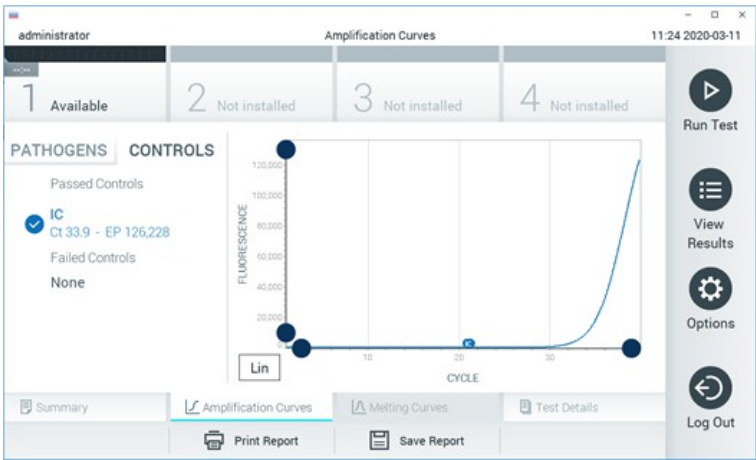 administrator
Amplification Curves
11:24 2020-03-11
--:--
1 Available
2 Not installed
3 Not installed
4 Not installed
Run Test
PATHOGENS
CONTROLS
Passed Controls
IC
Ct 33.9 - EP 126,228
Failed Controls
None
FLUORESCENCE
120,000
100,000
80,000
60,000
40,000
20,000
0
IC
10
20
30
CYCLE
Lin
View
Results
Options
Log Out
Summary
Amplification Curves
Melting Curves
Test Details
Print Report
Save Report